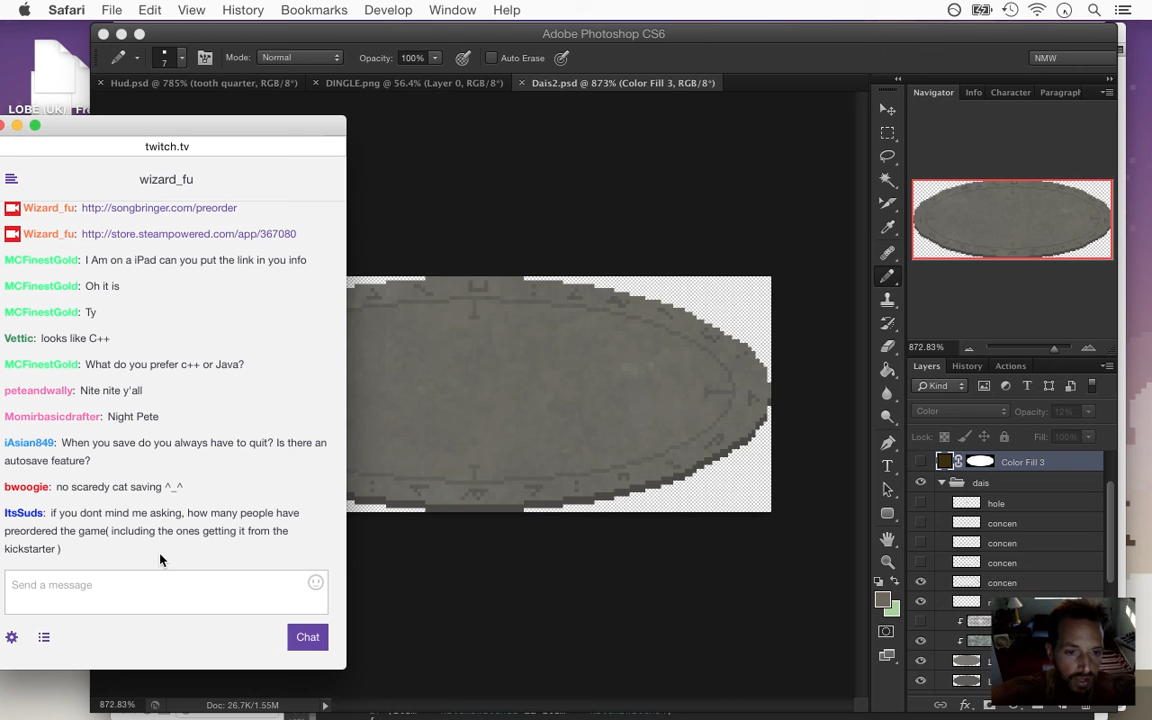 Safari File Edit View History Bookmarks Develop Window Help
Adobe Photoshop CS6
7 Mode: Normal Opacity: 100% Auto Erase NMW
Hud.psd @ 785% (tooth quarter, RGB/8*) DINGLE.png @ 56.4% (Layer 0, RGB/8*) Dais2.psd @ 873% (Color Fill 3, RGB/8*)
LOBE (UK)
twitch.tv
wizard_fu
Wizard_fu: http://songbringer.com/preorder
Wizard_fu: http://store.steampowered.com/app/367080
MCFinestGold: I Am on a iPad can you put the link in you info
MCFinestGold: Oh it is
MCFinestGold: Ty
Vettic: looks like C++
MCFinestGold: What do you prefer c++ or Java?
peteandwally: Nite nite y'all
Momirbasicdrafter: Night Pete
iAsian849: When you save do you always have to quit? Is there an
autosave feature?
bwoogie: no scaredy cat saving ^_^
ItsSuds: if you dont mind me asking, how many people have
preordered the game( including the ones getting it from the
kickstarter )
Send a message
Chat
Navigator Info Character Paragraph
872.83%
Layers History Actions
Kind
Color Opacity: 12%
Lock: Fill: 100%
Color Fill 3
dais
hole
concen
concen
concen
concen
872.83% Doc: 26.7K/1.55M